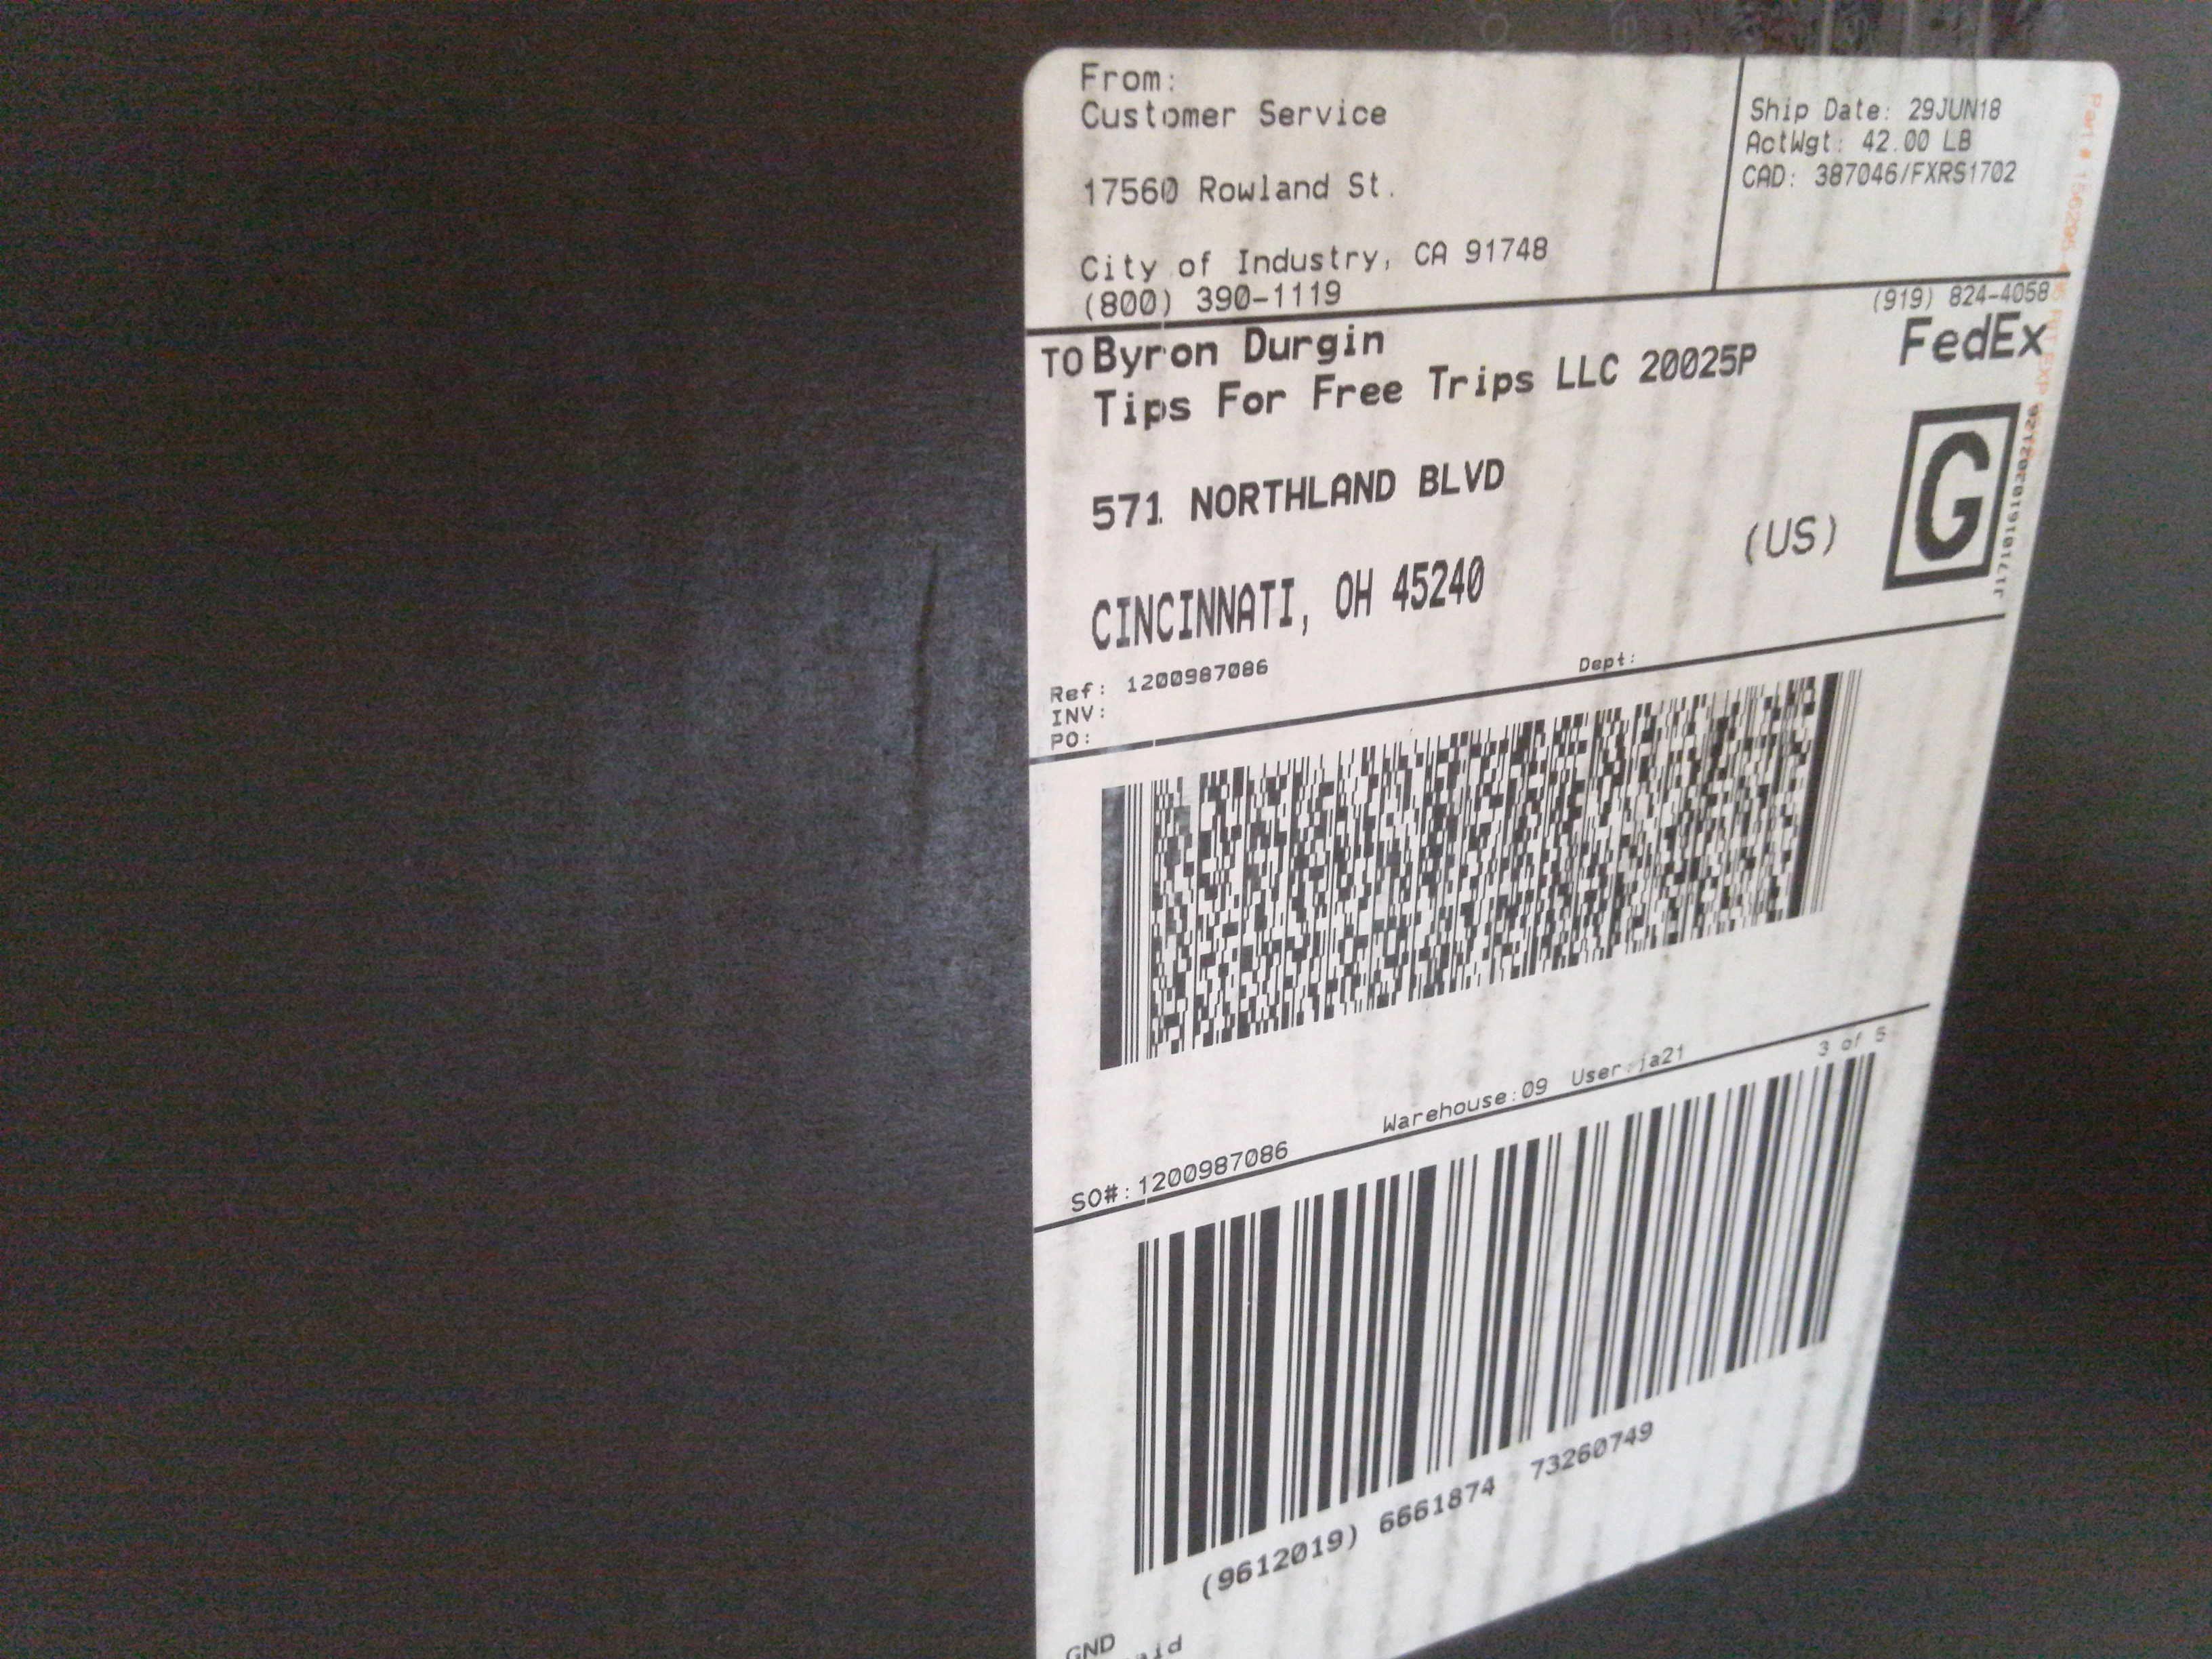 From:
Customer Service
17560 Rowland St.
City of Industry, CA 91748
(800) 390-1119
Ship Date: 29JUN18
ActWgt: 42.00 LB
CAD: 387046/FXRS1702
(919) 824-4058
TO Byron Durgin
Tips For Free Trips LLC 20025P
FedEx
571 NORTHLAND BLVD
G
(US)
CINCINNATI, OH 45240
Ref: 1200987086
Dept:
INV:
PO:
3 of 5
SO#:1200987086 Warehouse:09 User:ja21
(9612019) 6661874 73260749
GND